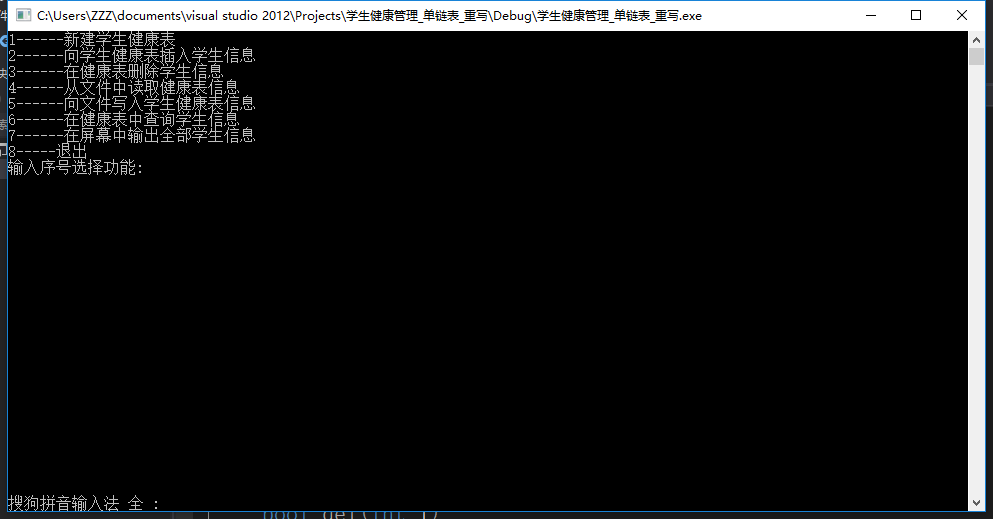 C:\Users\ZZZ\documents\visual studio 2012\Projects\学生健康管理_单链表_重写\Debug\学生健康管理_单链表_重写.exe
1------新建学生健康表
2------向学生健康表插入学生信息
3------在健康表删除学生信息
4------从文件中读取健康表信息
5------向文件写入学生健康表信息
6------在健康表中查询学生信息
7------在屏幕中输出全部学生信息
8-----退出
输入序号选择功能:
搜狗拼音输入法 全 :